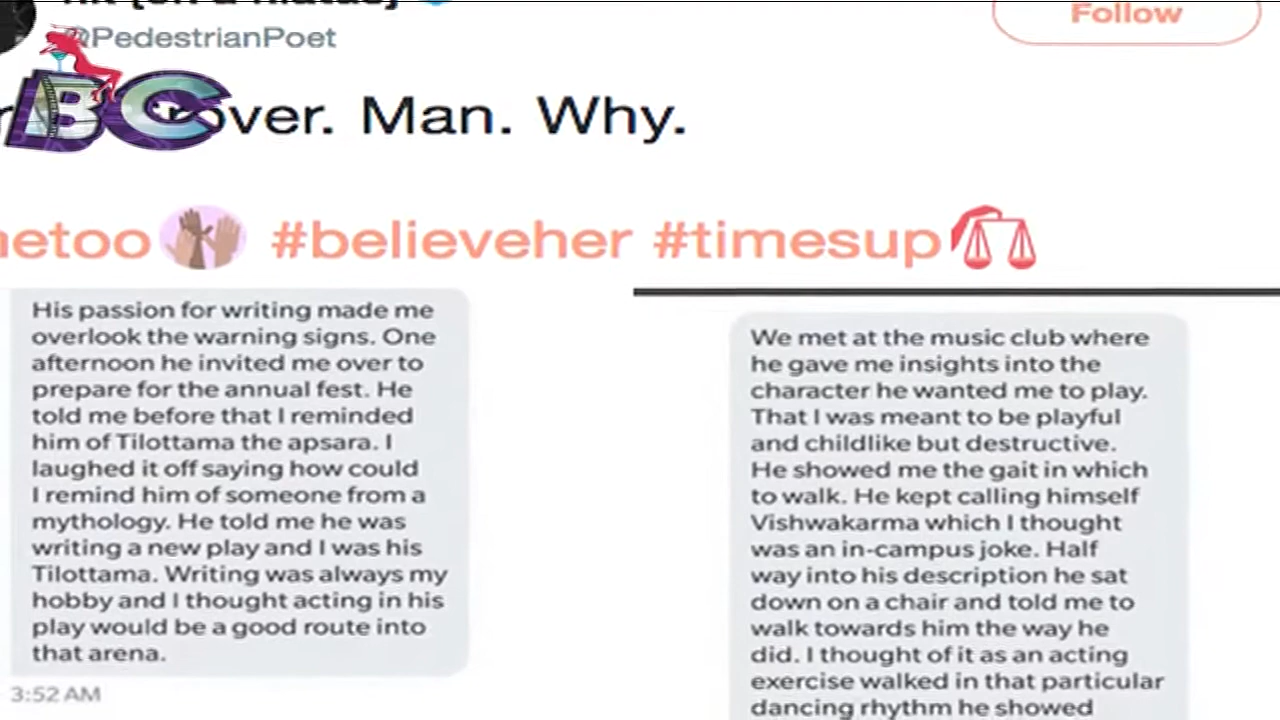 @PedestrianPoet
Follow
BC
over. Man. Why.
etoo #believeher #timesup
His passion for writing made me
overlook the warning signs. One
afternoon he invited me over to
prepare for the annual fest. He
told me before that I reminded
him of Tilottama the apsara. I
laughed it off saying how could
I remind him of someone from a
mythology. He told me he was
writing a new play and I was his
Tilottama. Writing was always my
hobby and I thought acting in his
play would be a good route into
that arena.
3:52 AM
We met at the music club where
he gave me insights into the
character he wanted me to play.
That I was meant to be playful
and childlike but destructive.
He showed me the gait in which
to walk. He kept calling himself
Vishwakarma which I thought
was an in-campus joke. Half
way into his description he sat
down on a chair and told me to
walk towards him the way he
did. I thought of it as an acting
exercise walked in that particular
dancing rhythm he showed